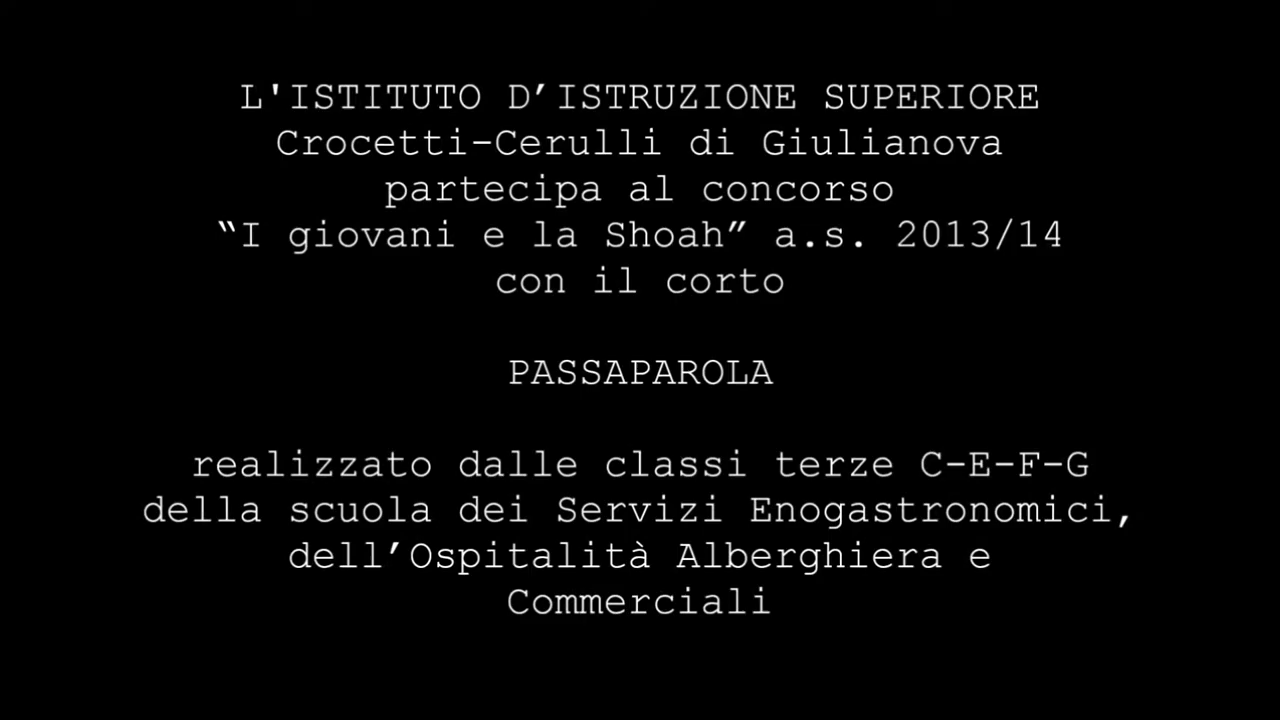 L'ISTITUTO D’ISTRUZIONE SUPERIORE
Crocetti-Cerulli di Giulianova
partecipa al concorso
“I giovani e la Shoah” a.s. 2013/14
con il corto
PASSAPAROLA
realizzato dalle classi terze C-E-F-G
della scuola dei Servizi Enogastronomici,
dell’Ospitalità Alberghiera e
Commerciali